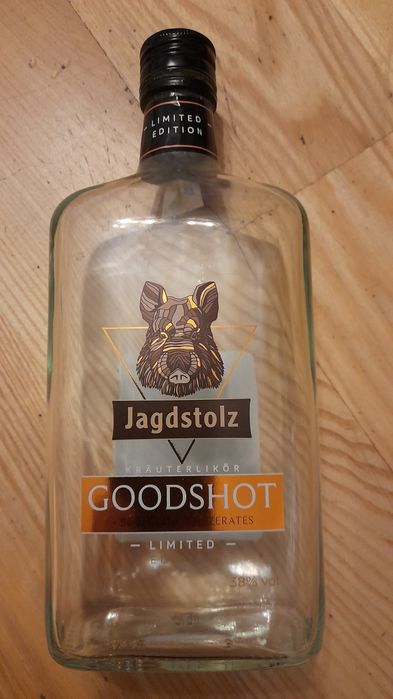 — LIMITED —
EDITION
Jagdstolz
KRÄUTERLIKÖR
GOODSHOT
— LIMITED —
38% vol